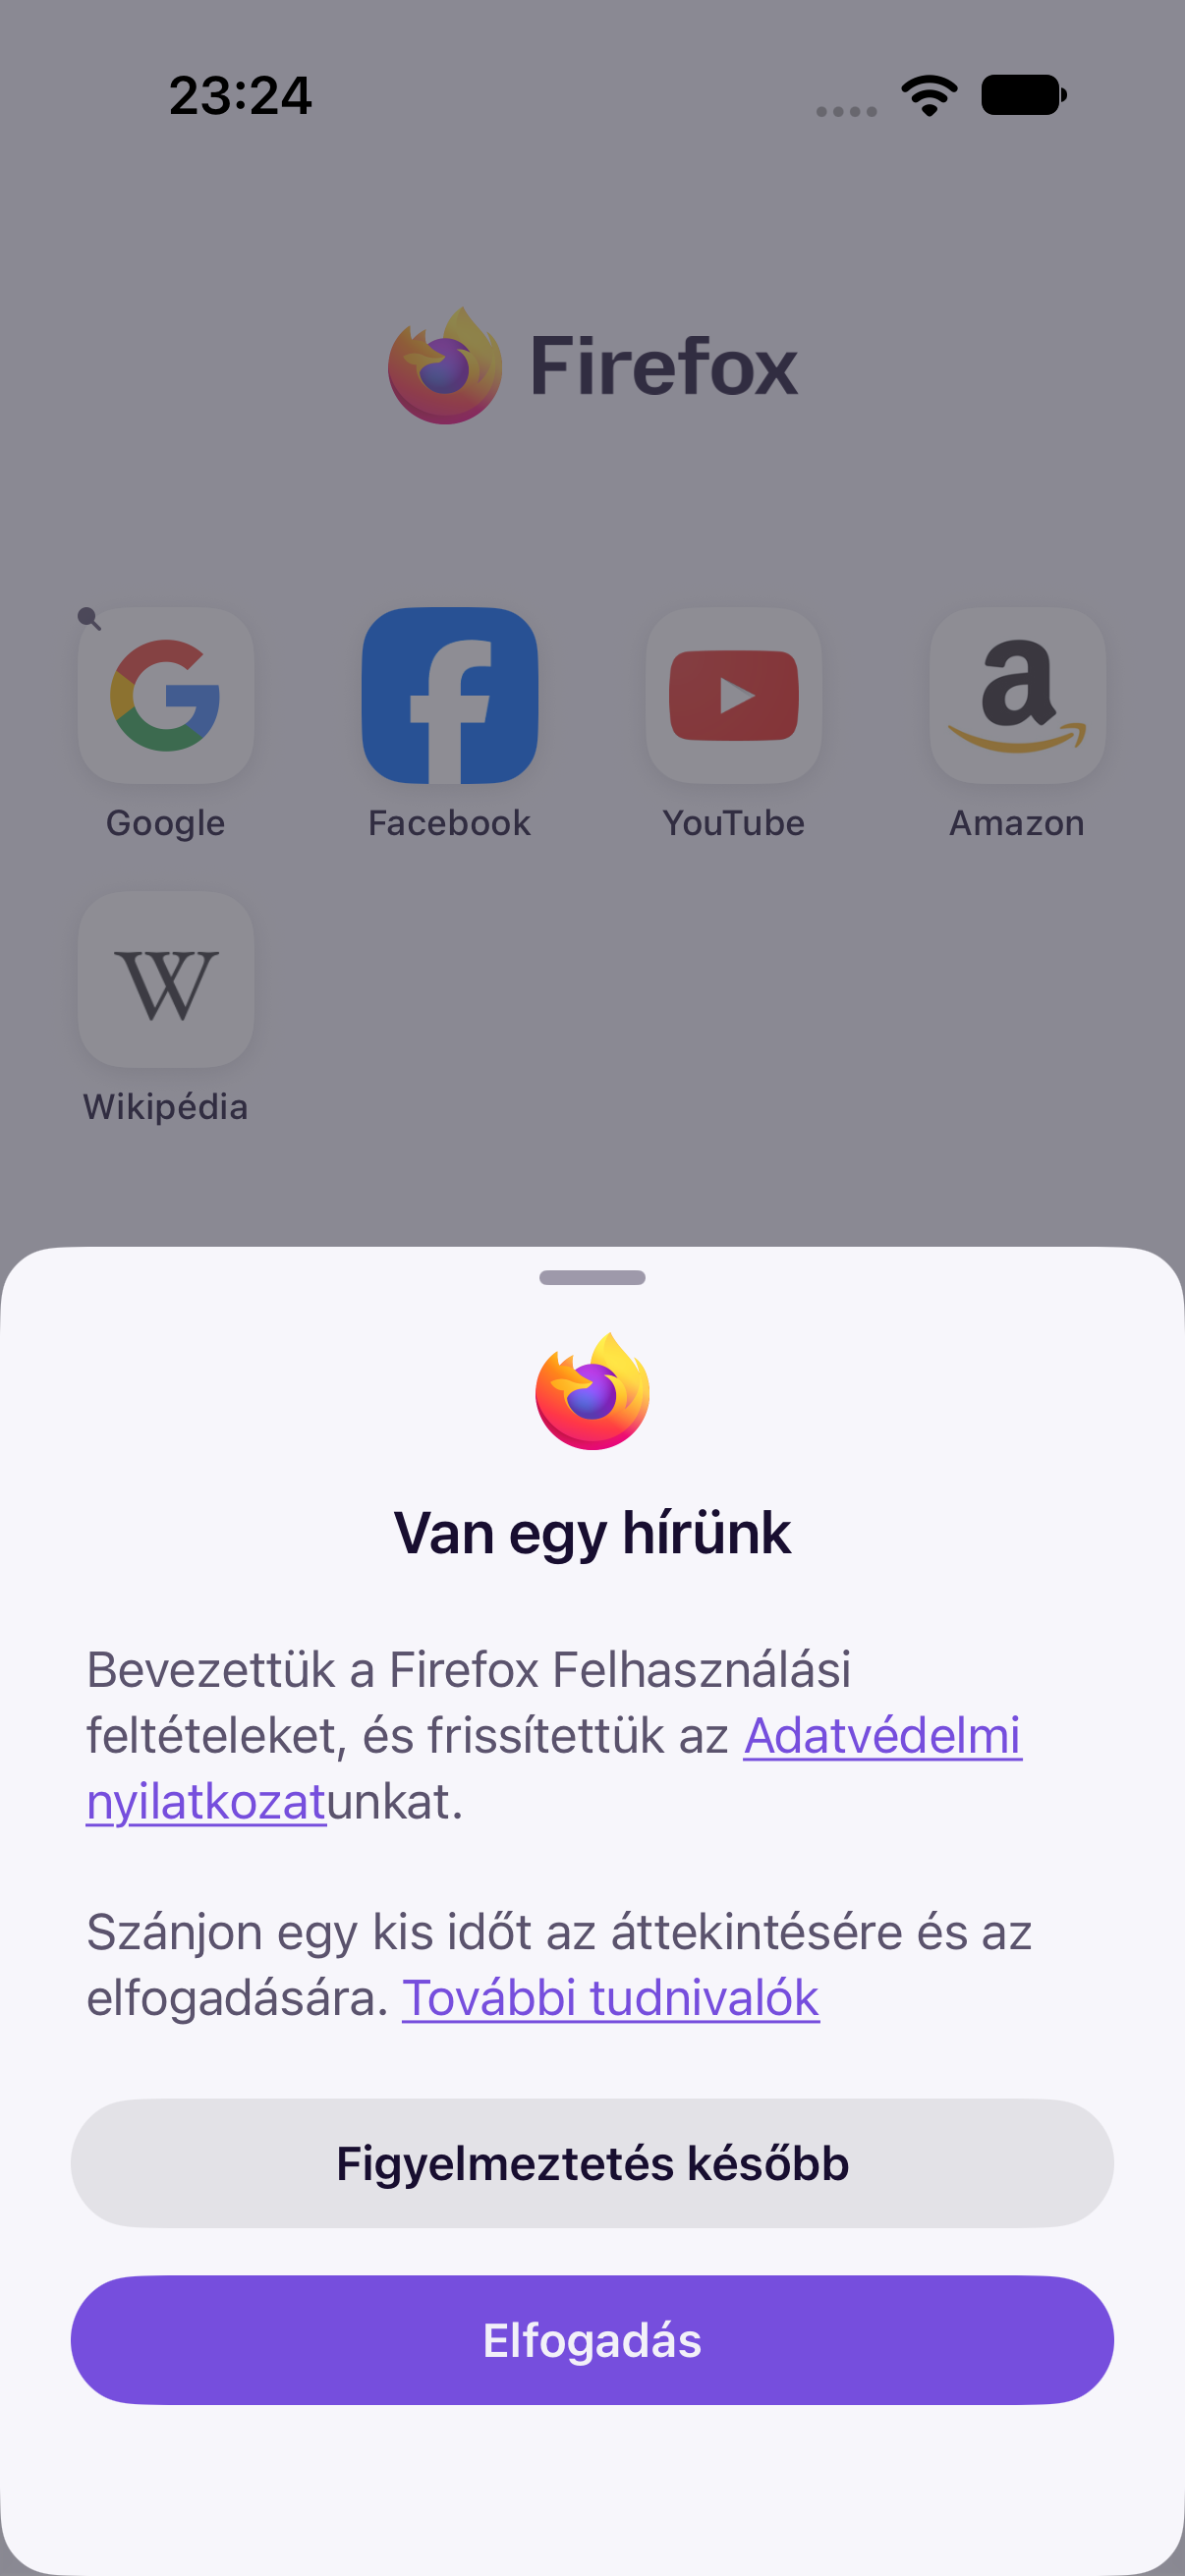 23:24
Firefox
Google Facebook YouTube Amazon
Wikipédia
Van egy hírünk
Bevezettük a Firefox Felhasználási
feltételeket, és frissítettük az Adatvédelmi
nyilatkozatunkat.
Szánjon egy kis időt az áttekintésére és az
elfogadására. További tudnivalók
Figyelmeztetés később
Elfogadás